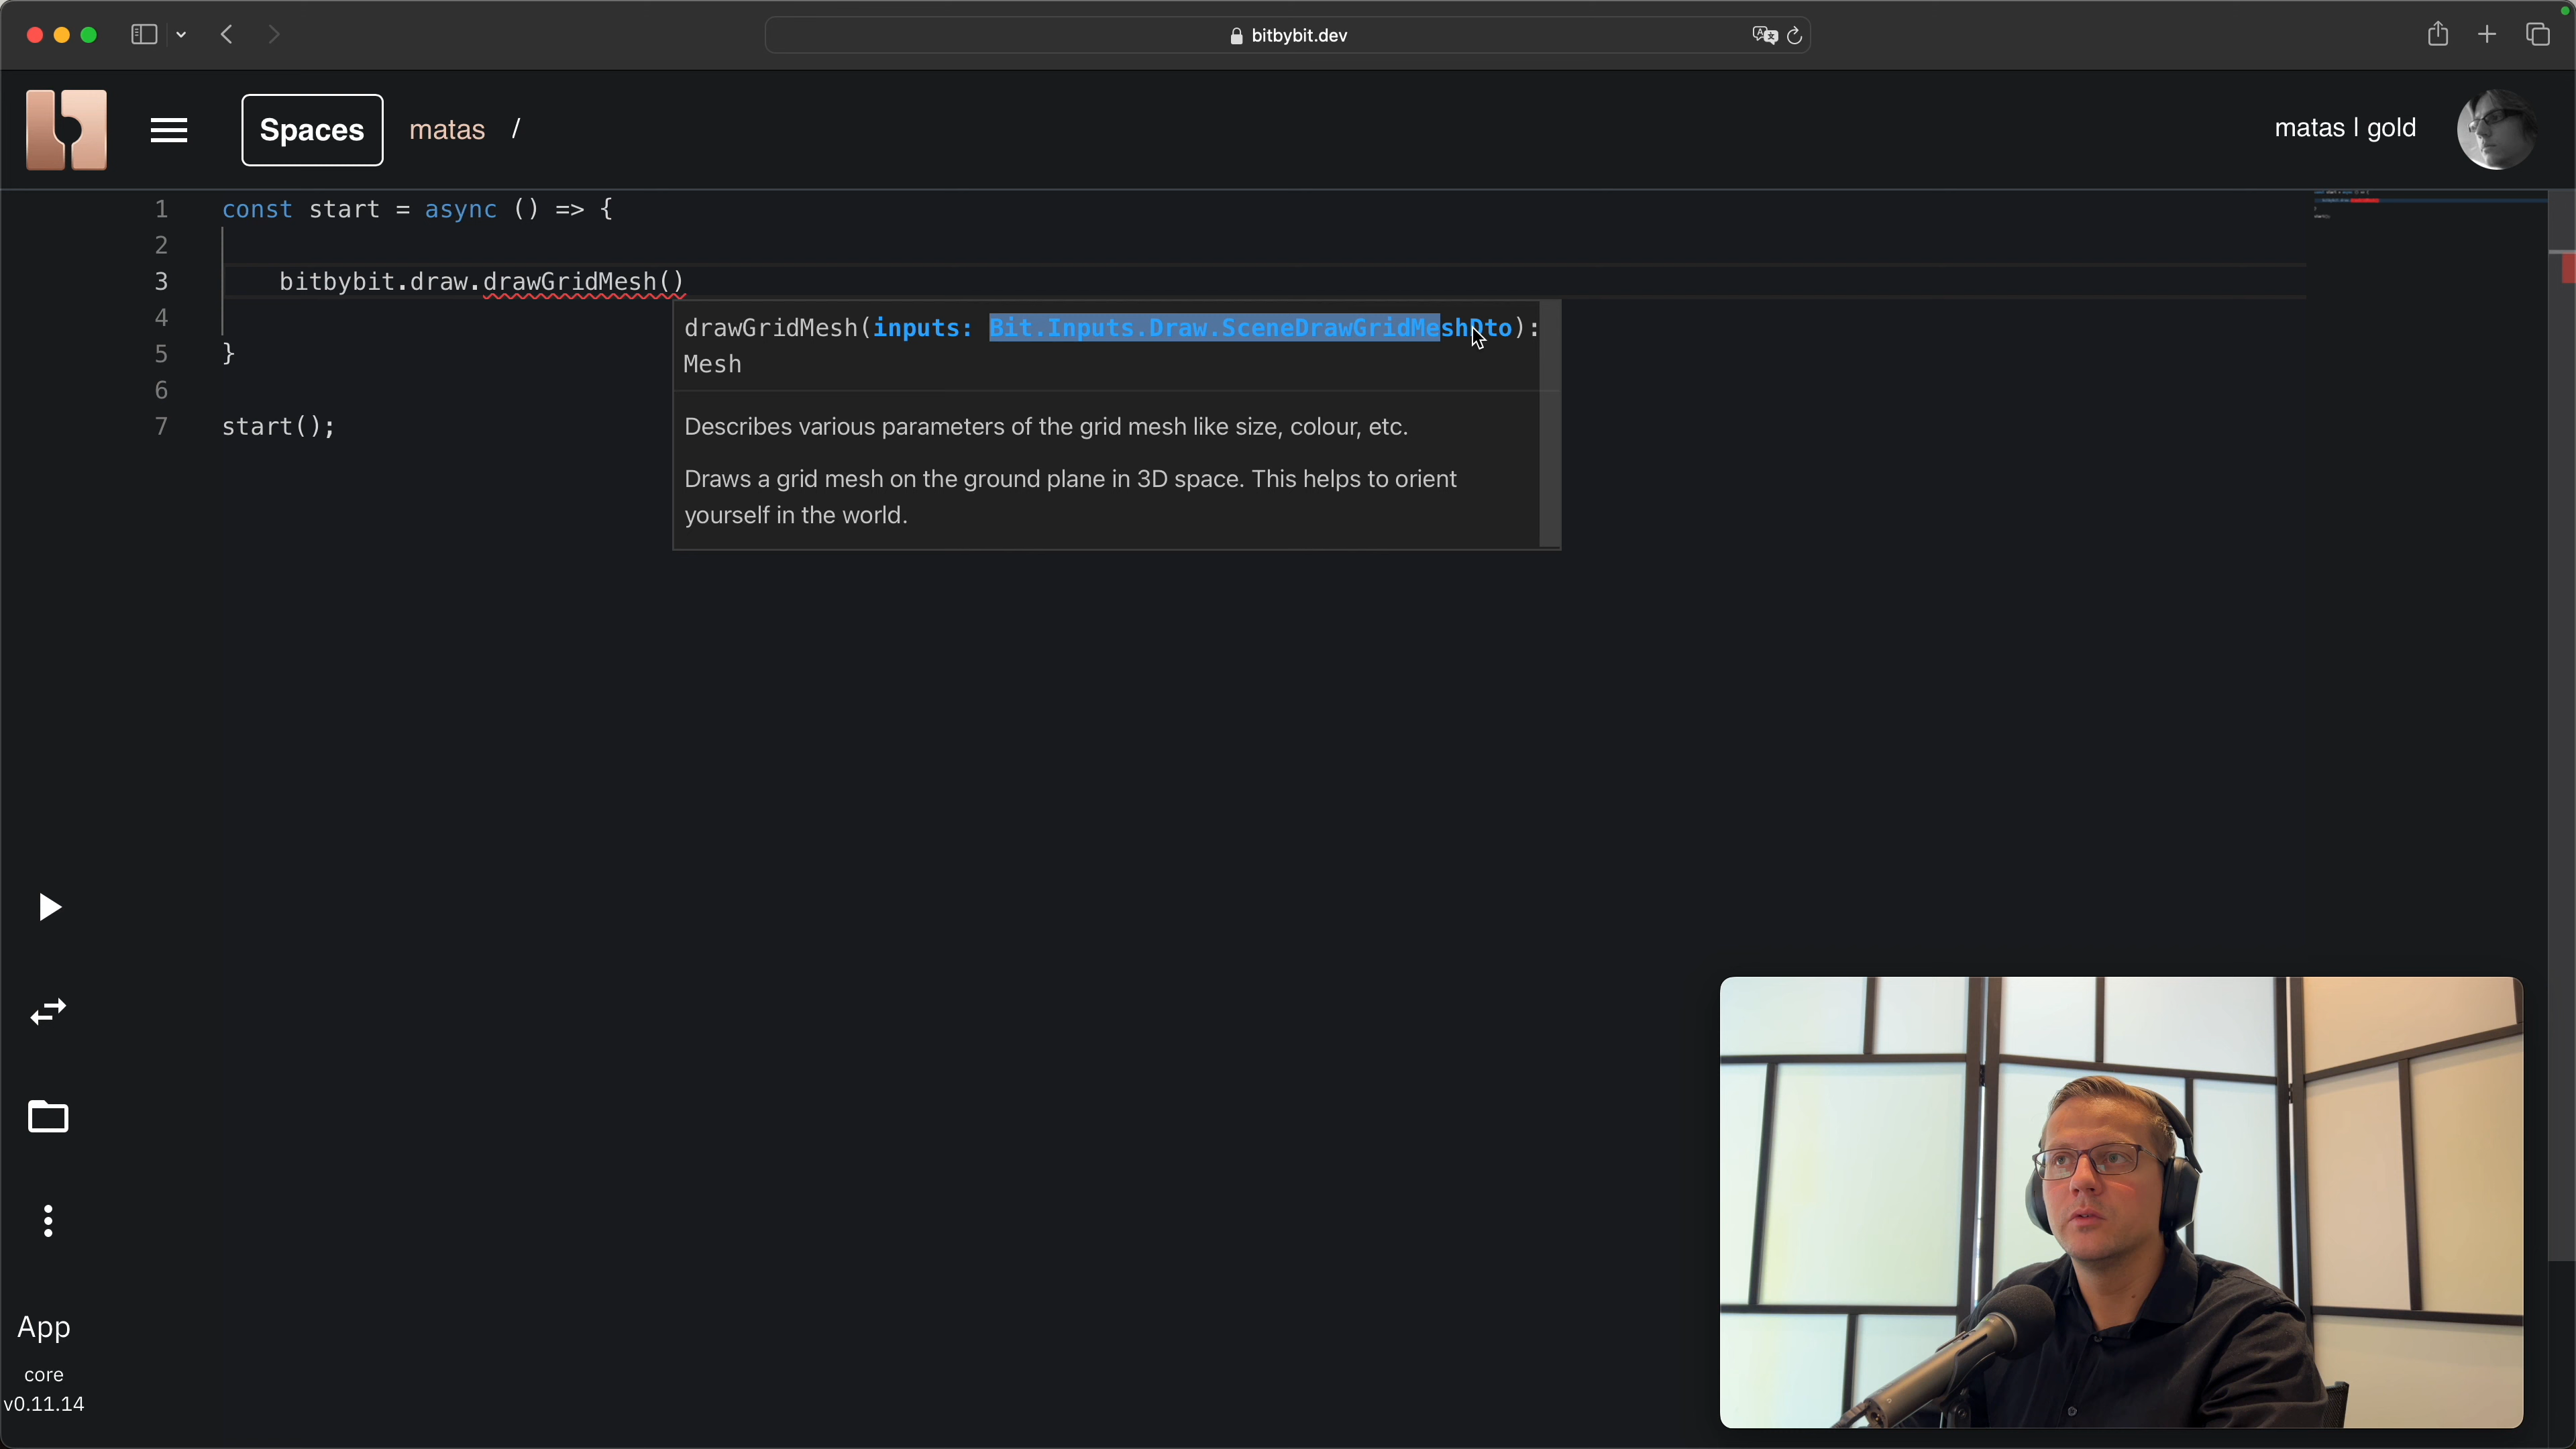 bitbybit.dev
Spaces matas / matas | gold
1 const start = async () => {
2
3 bitbybit.draw.drawGridMesh()
4
5 }
6
7 start();
drawGridMesh(inputs: Bit.Inputs.Draw.SceneDrawGridMeshDto):
Mesh
Describes various parameters of the grid mesh like size, colour, etc.
Draws a grid mesh on the ground plane in 3D space. This helps to orient
yourself in the world.
App
core
v0.11.14